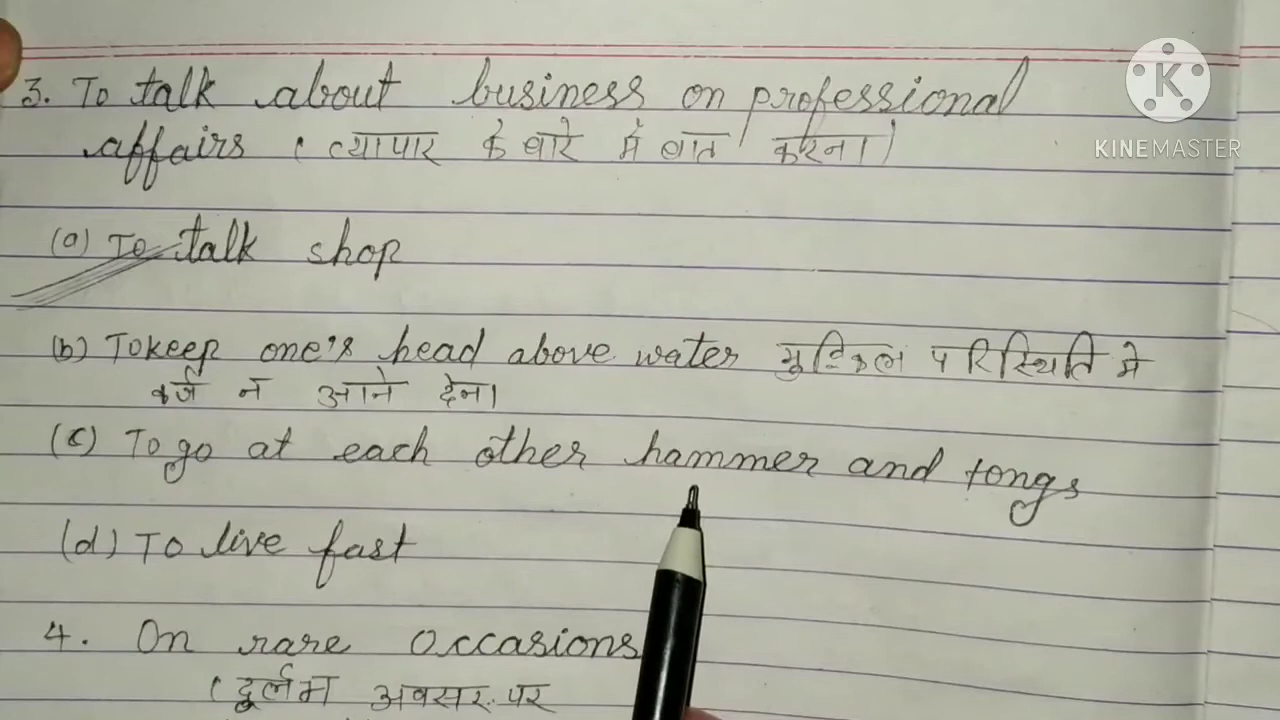 3. To talk about business on professional
affairs (व्यापार के बारे में बात करना।)
(a) To talk shop
(b) To keep one's head above water मुश्किल परिस्थिति मे
कर्ज न आने देना।
(c) To go at each other hammer and tongs
(d) To live fast
4. On rare occasions
(दुर्लभ अवसर पर
KINEMASTER